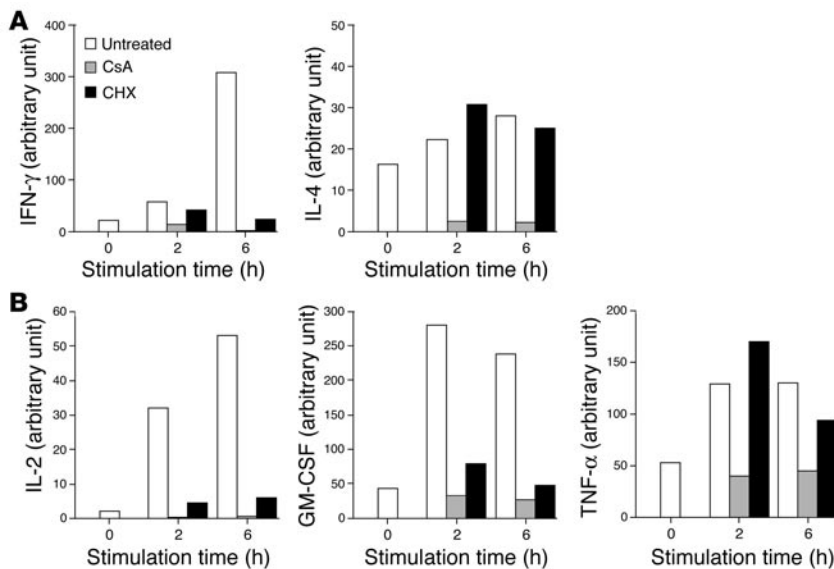 A
IFN-γ (arbitrary unit)
400
300
200
100
0
Untreated
CsA
CHX
0 2 6
Stimulation time (h)
IL-4 (arbitrary unit)
50
40
30
20
10
0
0 2 6
Stimulation time (h)
B
IL-2 (arbitrary unit)
60
50
40
30
20
10
0
0 2 6
Stimulation time (h)
GM-CSF (arbitrary unit)
300
250
200
150
100
50
0
0 2 6
Stimulation time (h)
TNF-α (arbitrary unit)
200
150
100
50
0
0 2 6
Stimulation time (h)